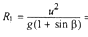 R₁ = u² / g(1 + sin β) =